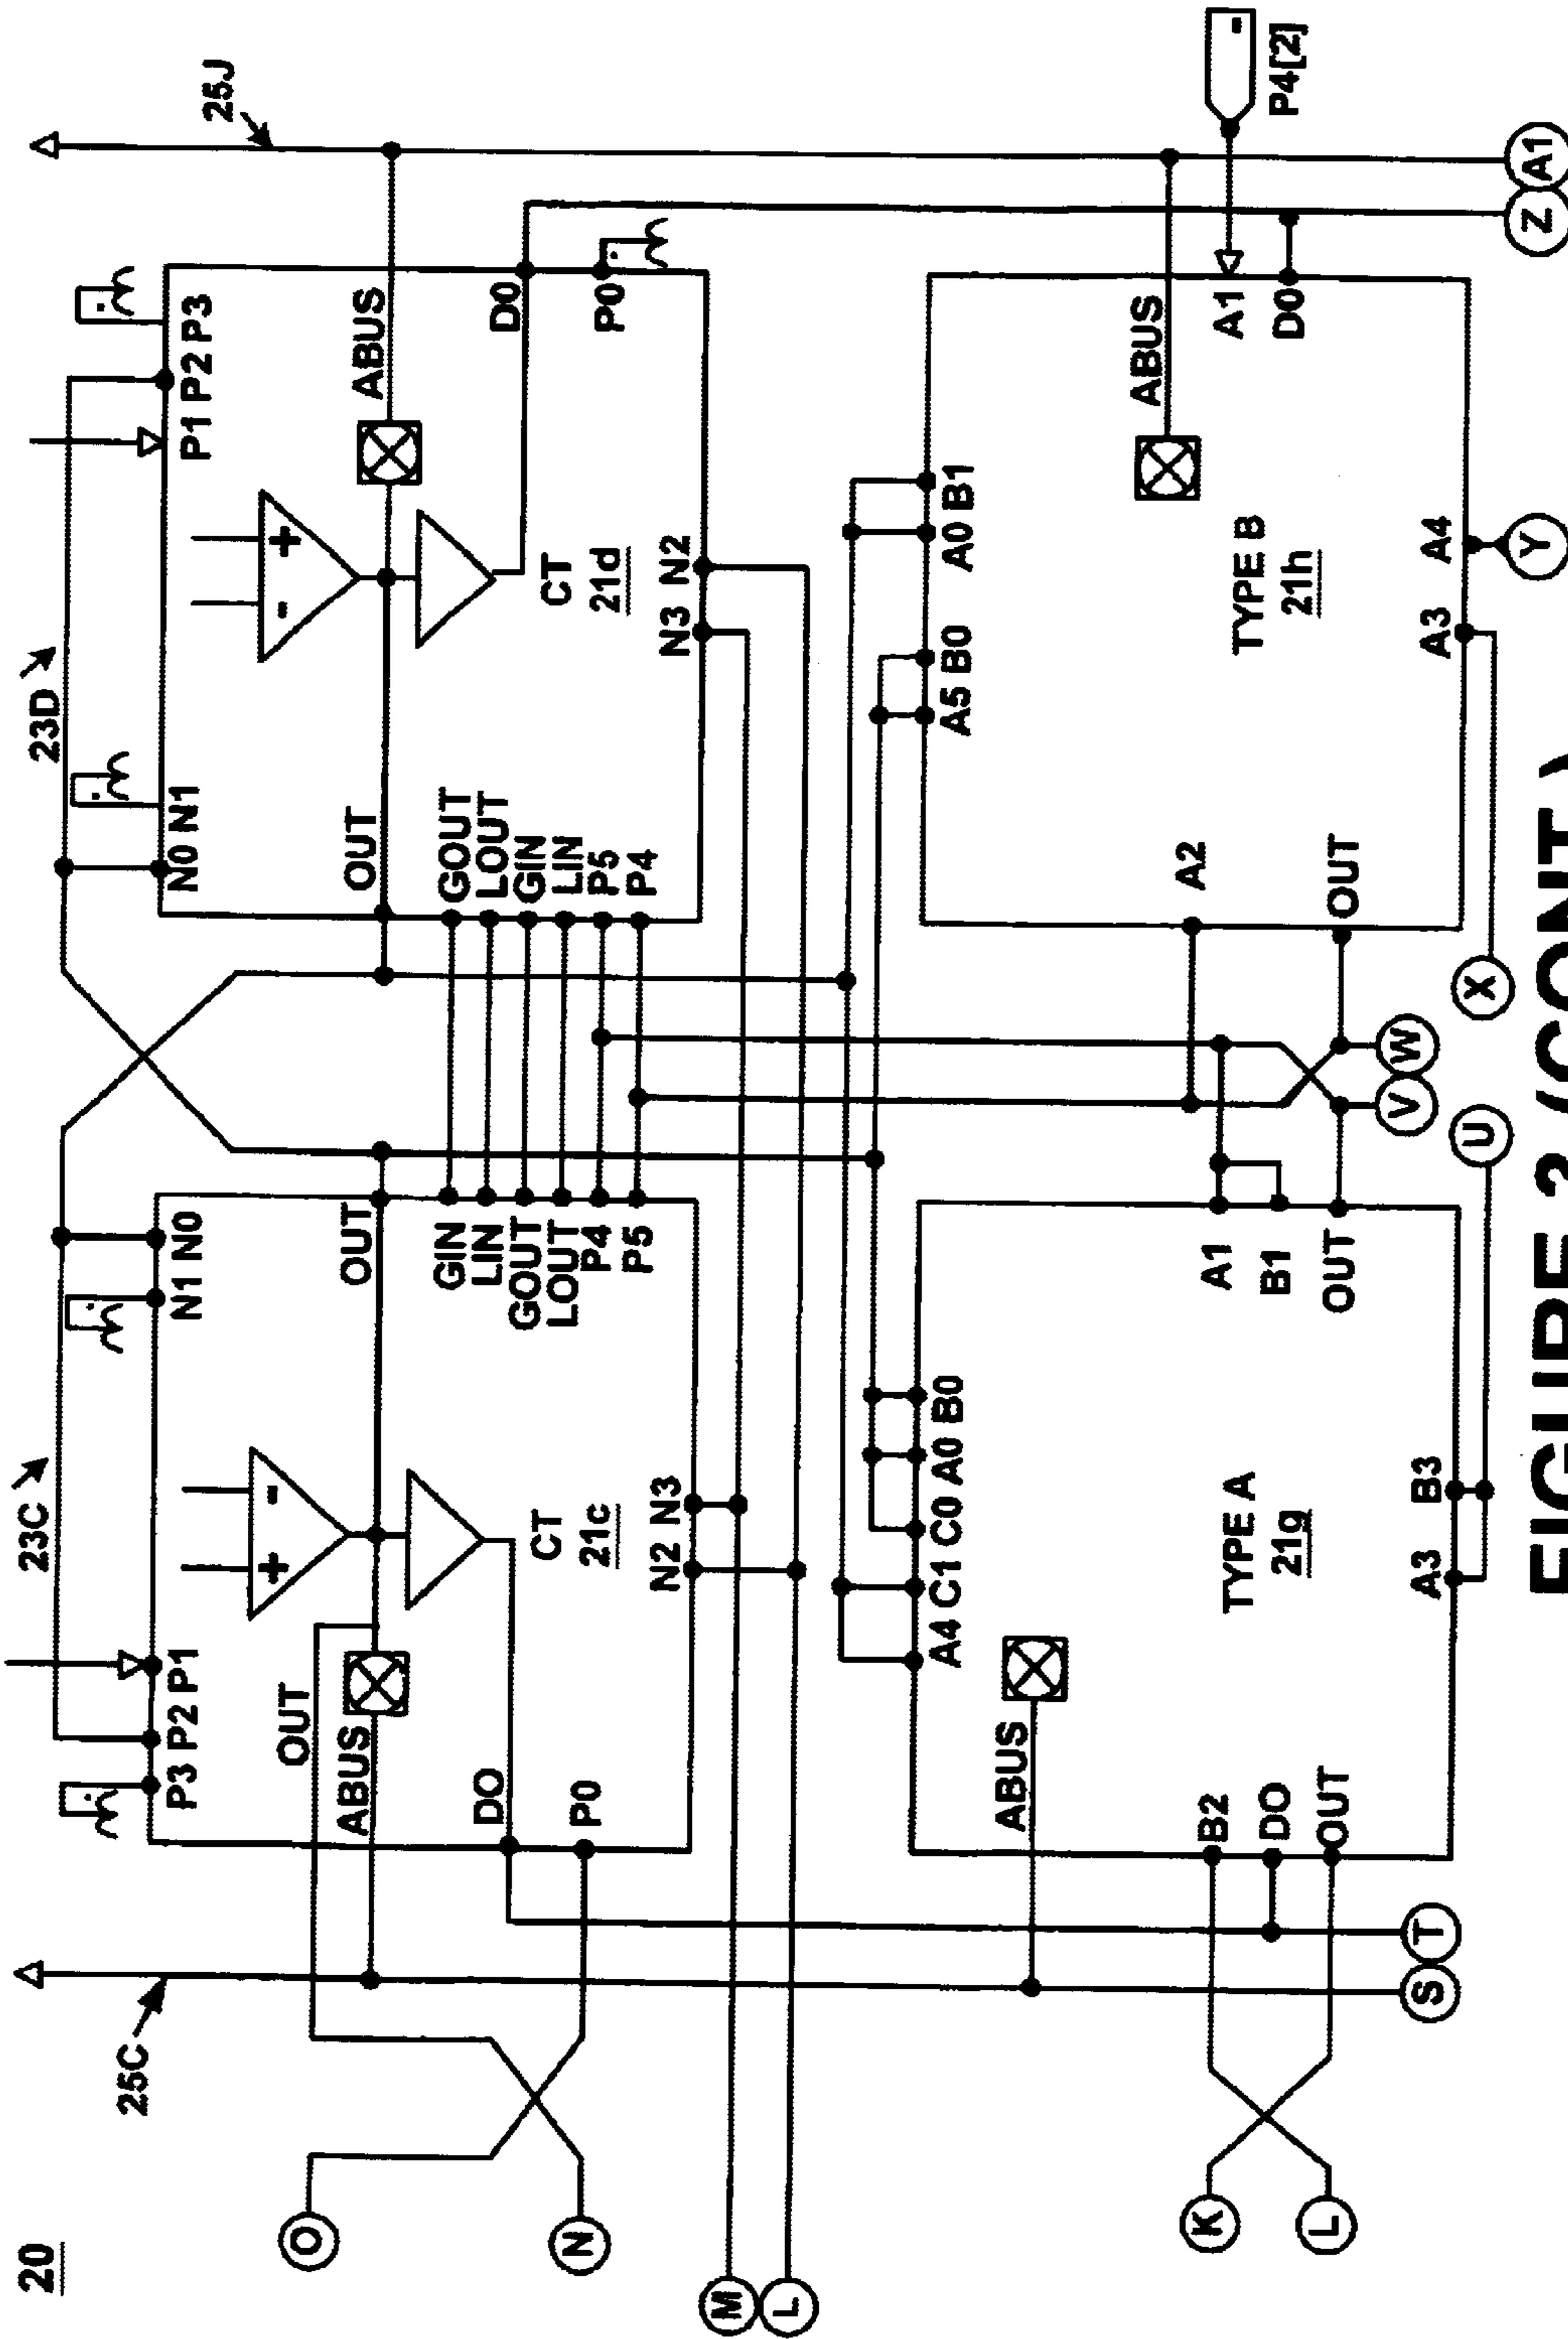 20
25C
23C
23D
25J
P3 P2 P1
N1 N0
N0 N1
P1 P2 P3
+ -
- +
OUT
OUT
OUT
ABUS
ABUS
GIN
LIN
GOUT
LOUT
P4
P5
GOUT
LOUT
GIN
LIN
P5
P4
DO
P0
D0
P0
CT
21c
CT
21d
N2 N3
N3 N2
O
N
M
L
A4 C1 C0 A0 B0
A5 B0
A0 B1
ABUS
ABUS
B2
DO
OUT
TYPE A
21g
A1
B1
OUT
A2
OUT
TYPE B
21h
A1
D0
-
P4[2]
A3
B3
A3
A4
K
L
S
T
U
V
W
X
Y
Z
A1
FIGURE 2 (CONT.)